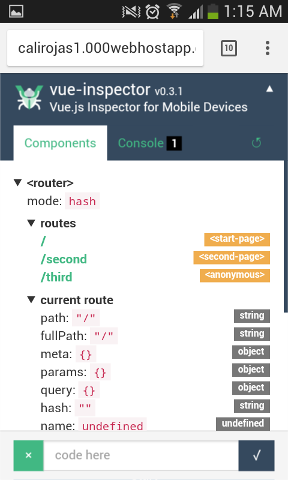 1:15 AM
calirojas1.000webhostapp.
10
vue-inspector v0.3.1
Vue.js Inspector for Mobile Devices
Components Console 1
<router>
mode: hash
routes
/ <start-page>
/second <second-page>
/third <anonymous>
current route
path: "/" string
fullPath: "/" string
meta: {} object
params: {} object
query: {} object
hash: "" string
name: undefined undefined
× code here ✓